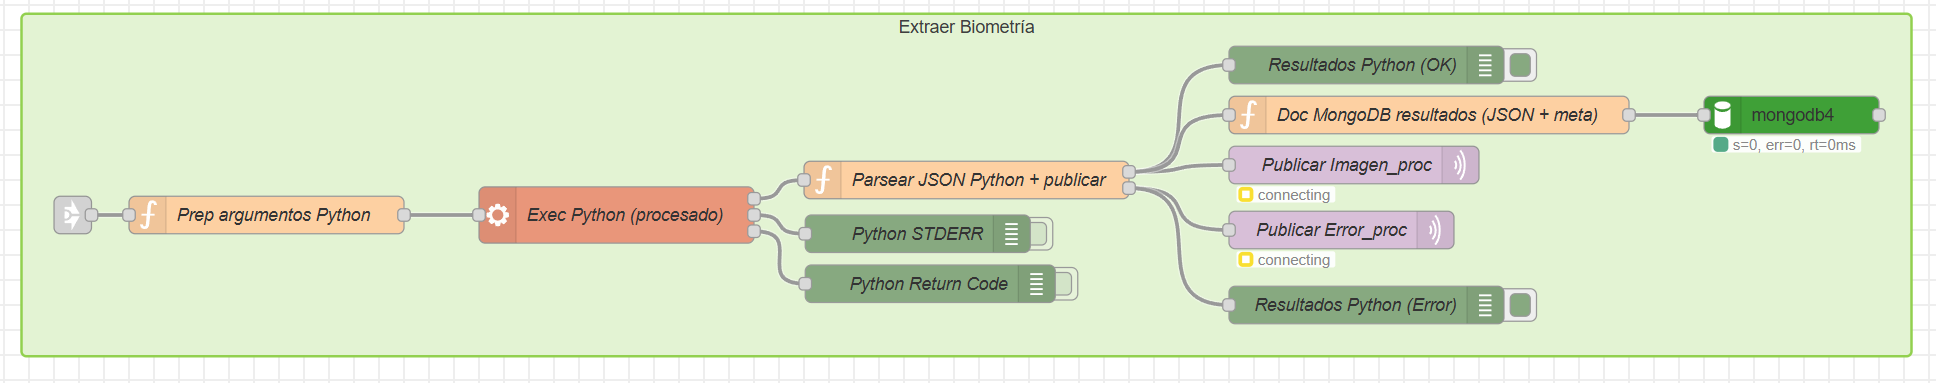 Extraer Biometría
Resultados Python (OK)
Doc MongoDB resultados (JSON + meta)
mongodb4
s=0, err=0, rt=0ms
Publicar Imagen_proc
connecting
Parsear JSON Python + publicar
Prep argumentos Python
Exec Python (procesado)
Python STDERR
Publicar Error_proc
connecting
Python Return Code
Resultados Python (Error)